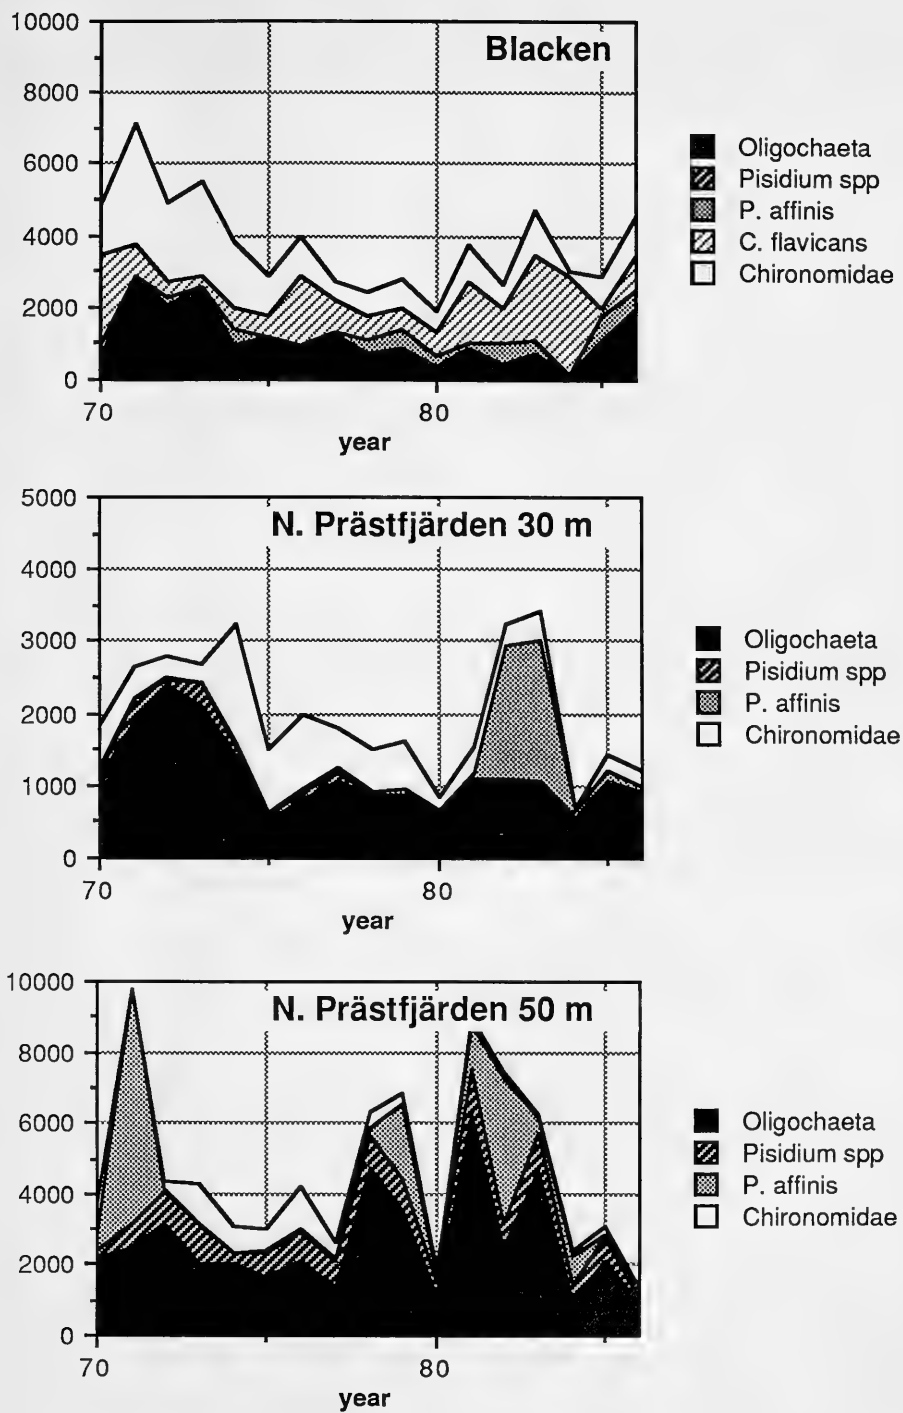 Blacken
10000
8000
6000
4000
2000
0
70 80
year
Oligochaeta
Pisidium spp
P. affinis
C. flavicans
Chironomidae
N. Prästfjärden 30 m
5000
4000
3000
2000
1000
0
70 80
year
Oligochaeta
Pisidium spp
P. affinis
Chironomidae
N. Prästfjärden 50 m
10000
8000
6000
4000
2000
0
70 80
year
Oligochaeta
Pisidium spp
P. affinis
Chironomidae